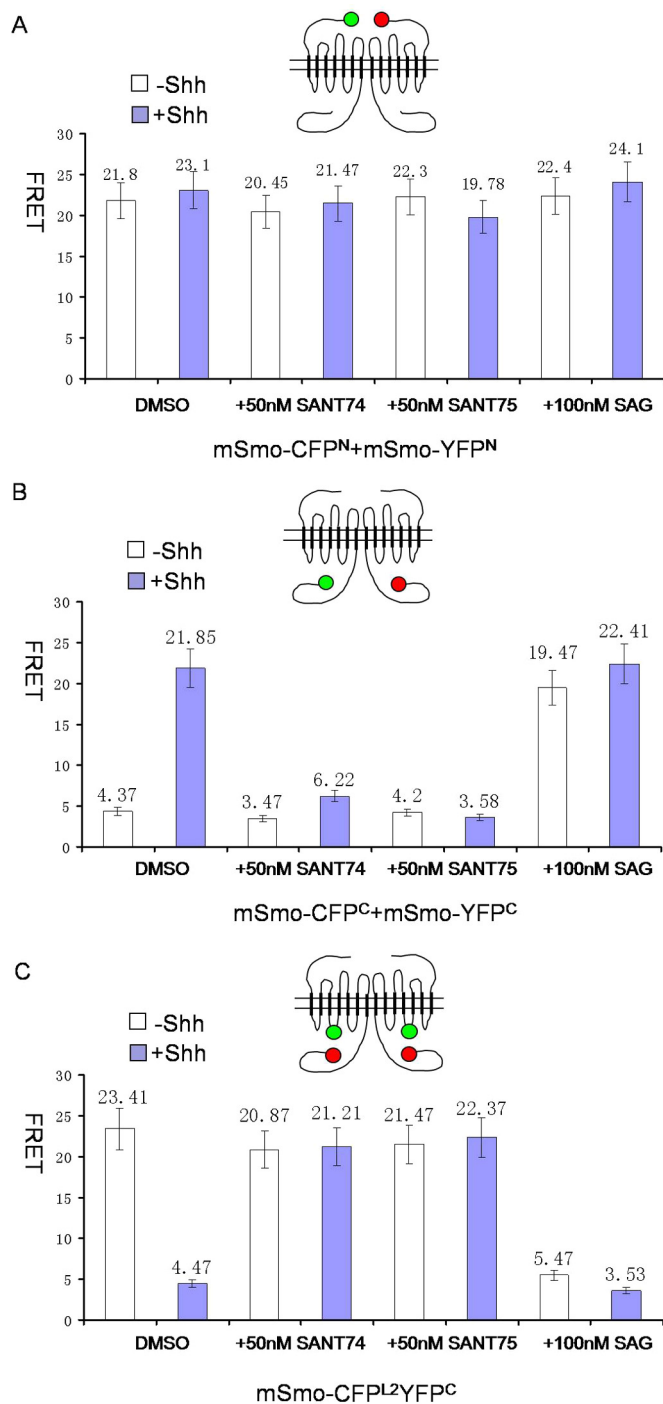 A
-Shh
+Shh
FRET
30
25
20
15
10
5
0
21.8
23.1
20.45
21.47
22.3
19.78
22.4
24.1
DMSO +50nM SANT74 +50nM SANT75 +100nM SAG
mSmo-CFPᴺ+mSmo-YFPᴺ
B
-Shh
+Shh
FRET
30
25
20
15
10
5
0
4.37
21.85
3.47
6.22
4.2
3.58
19.47
22.41
DMSO +50nM SANT74 +50nM SANT75 +100nM SAG
mSmo-CFPᶜ+mSmo-YFPᶜ
C
-Shh
+Shh
FRET
30
25
20
15
10
5
0
23.41
4.47
20.87
21.21
21.47
22.37
5.47
3.53
DMSO +50nM SANT74 +50nM SANT75 +100nM SAG
mSmo-CFPᴸ²YFPᶜ